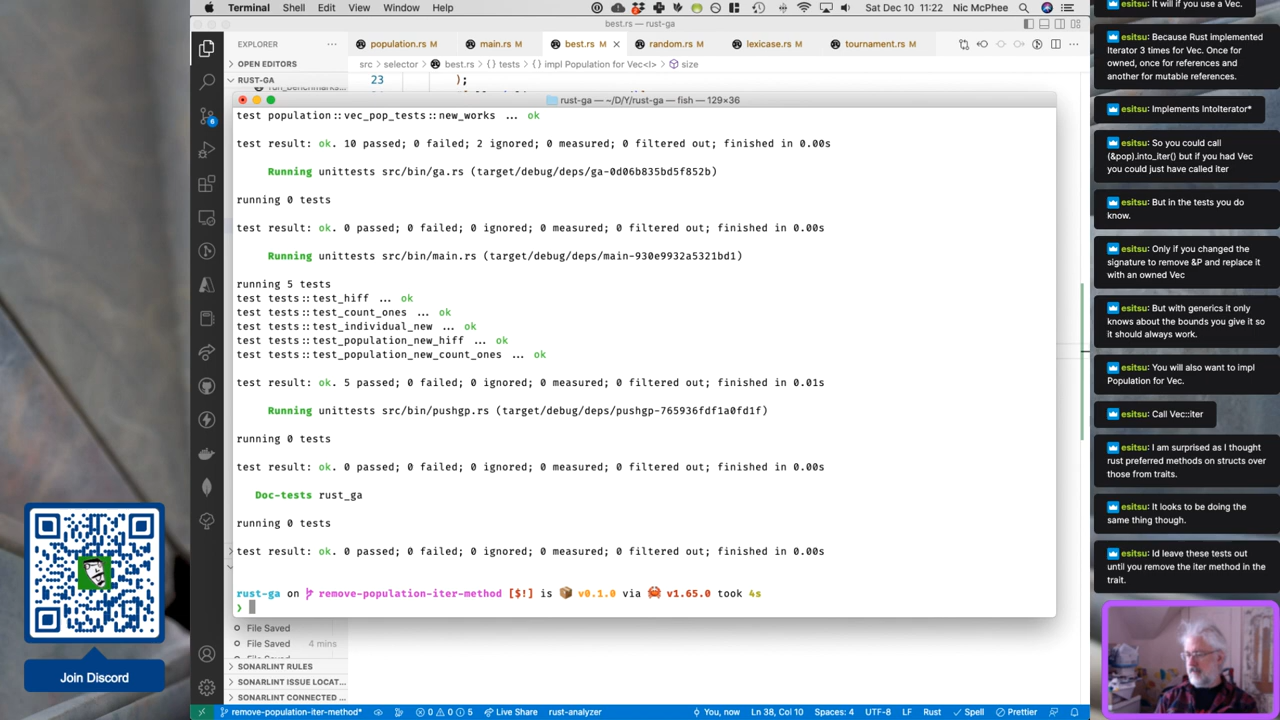 Terminal Shell Edit View Window Help
Sat Dec 10 11:22 Nic McPhee
best.rs — rust-ga
EXPLORER
population.rs M
main.rs M
best.rs M
random.rs M
lexicase.rs M
tournament.rs M
OPEN EDITORS
src > selector > best.rs > {} tests > impl Population for Vec<I> > size
RUST-GA
23 );
rust-ga — ~/D/Y/rust-ga — fish — 129×36
test population::vec_pop_tests::new_works ... ok
test result: ok. 10 passed; 0 failed; 2 ignored; 0 measured; 0 filtered out; finished in 0.00s
Running unittests src/bin/ga.rs (target/debug/deps/ga-0d06b835bd5f852b)
running 0 tests
test result: ok. 0 passed; 0 failed; 0 ignored; 0 measured; 0 filtered out; finished in 0.00s
Running unittests src/bin/main.rs (target/debug/deps/main-930e9932a5321bd1)
running 5 tests
test tests::test_hiff ... ok
test tests::test_count_ones ... ok
test tests::test_individual_new ... ok
test tests::test_population_new_hiff ... ok
test tests::test_population_new_count_ones ... ok
test result: ok. 5 passed; 0 failed; 0 ignored; 0 measured; 0 filtered out; finished in 0.01s
Running unittests src/bin/pushgp.rs (target/debug/deps/pushgp-765936fdf1a0fd1f)
running 0 tests
test result: ok. 0 passed; 0 failed; 0 ignored; 0 measured; 0 filtered out; finished in 0.00s
Doc-tests rust_ga
running 0 tests
test result: ok. 0 passed; 0 failed; 0 ignored; 0 measured; 0 filtered out; finished in 0.00s
rust-ga on remove-population-iter-method [$!] is 📦 v0.1.0 via 🦀 v1.65.0 took 4s
❯
File Saved
File Saved 4 mins
SONARLINT RULES
SONARLINT ISSUE LOCAT...
SONARLINT CONNECTED ...
remove-population-iter-method* 0 0 5 Live Share rust-analyzer
You, now Ln 38, Col 10 Spaces: 4 UTF-8 LF Rust Spell Prettier
6
Join Discord
esitsu: It will if you use a Vec.
esitsu: Because Rust implemented
Iterator 3 times for Vec. Once for
owned, once for references and
another for mutable references.
esitsu: Implements IntoIterator*
esitsu: So you could call
(&pop).into_iter() but if you had Vec
you could just have called iter
esitsu: But in the tests you do
know.
esitsu: Only if you changed the
signature to remove &P and replace it
with an owned Vec
esitsu: But with generics it only
knows about the bounds you give it so
it should always work.
esitsu: You will also want to impl
Population for Vec.
esitsu: Call Vec::iter
esitsu: I am surprised as I thought
rust preferred methods on structs over
those from traits.
esitsu: It looks to be doing the
same thing though.
esitsu: Id leave these tests out
until you remove the iter method in the
trait.